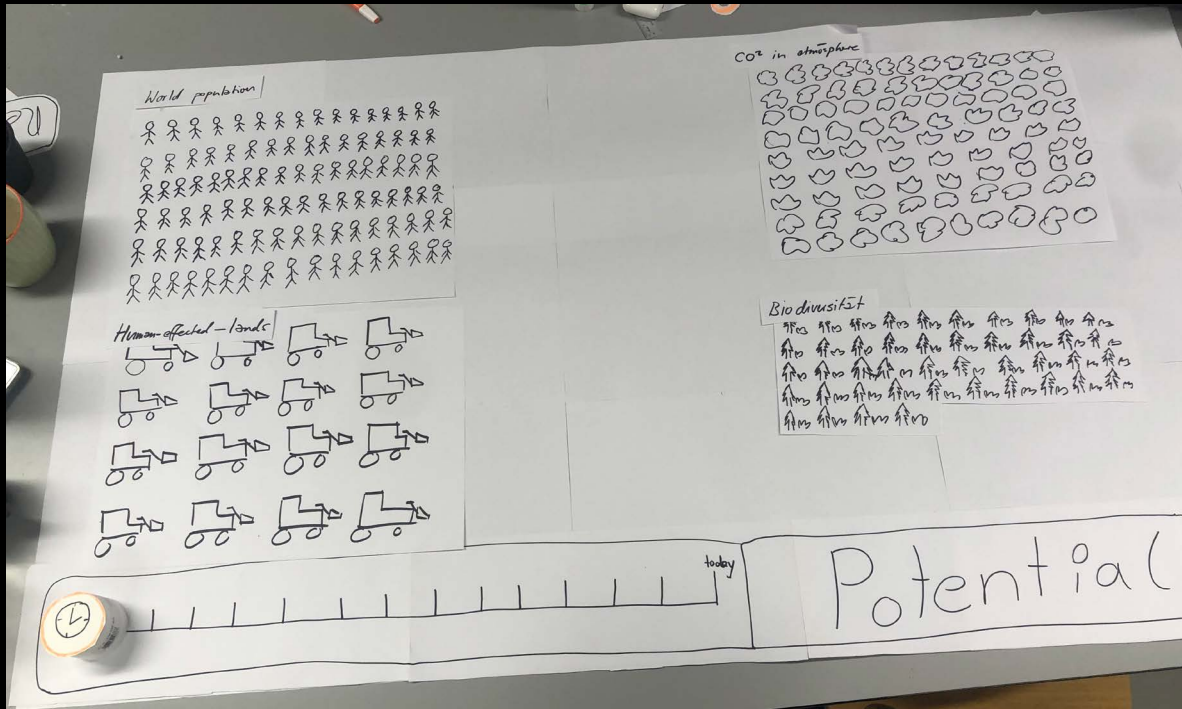 World population
CO² in atmosphere
Human-affected-lands
Biodiversität
today
Potential